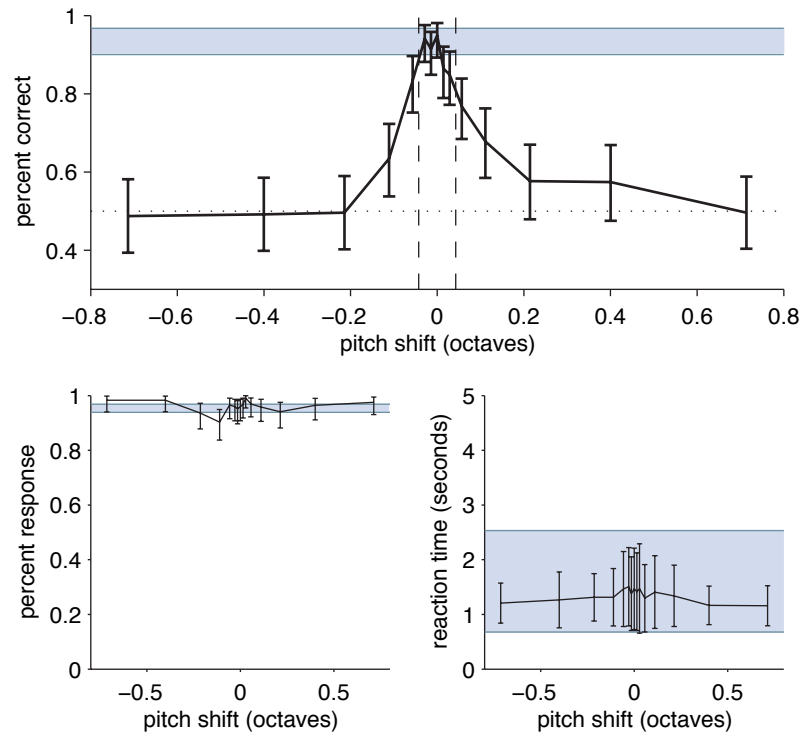 percent correct
1
0.8
0.6
0.4
−0.8 −0.6 −0.4 −0.2 0 0.2 0.4 0.6 0.8
pitch shift (octaves)
percent response
1
0.8
0.6
0.4
0.2
0
−0.5 0 0.5
pitch shift (octaves)
reaction time (seconds)
5
4
3
2
1
0
−0.5 0 0.5
pitch shift (octaves)